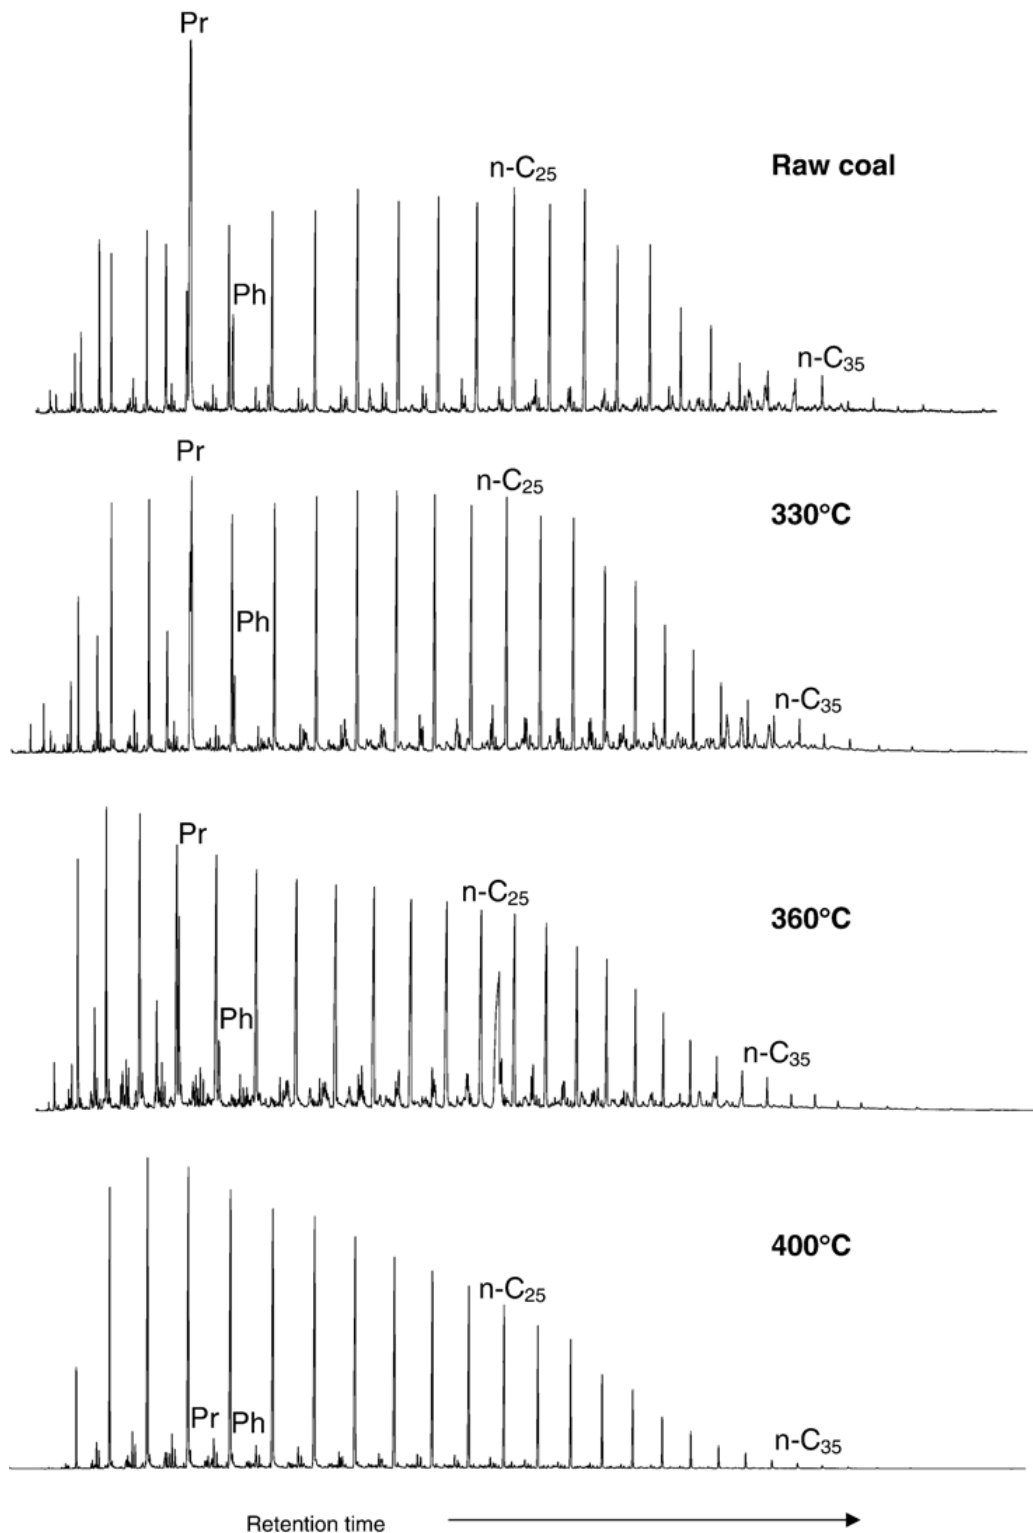 Pr
n-C₂₅
Raw coal
Ph
n-C₃₅
Pr
n-C₂₅
330°C
Ph
n-C₃₅
Pr
n-C₂₅
360°C
Ph
n-C₃₅
400°C
n-C₂₅
Pr
Ph
n-C₃₅
Retention time